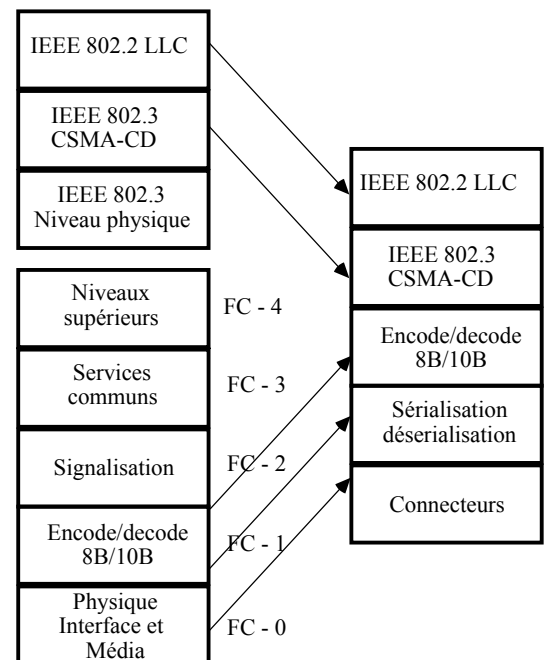 IEEE 802.2 LLC
IEEE 802.3
CSMA-CD
IEEE 802.3
Niveau physique
Niveaux
supérieurs
FC - 4
Services
communs
FC - 3
Signalisation
FC - 2
Encode/decode
8B/10B
FC - 1
Physique
Interface et
Média
FC - 0
IEEE 802.2 LLC
IEEE 802.3
CSMA-CD
Encode/decode
8B/10B
Sérialisation
déserialisation
Connecteurs